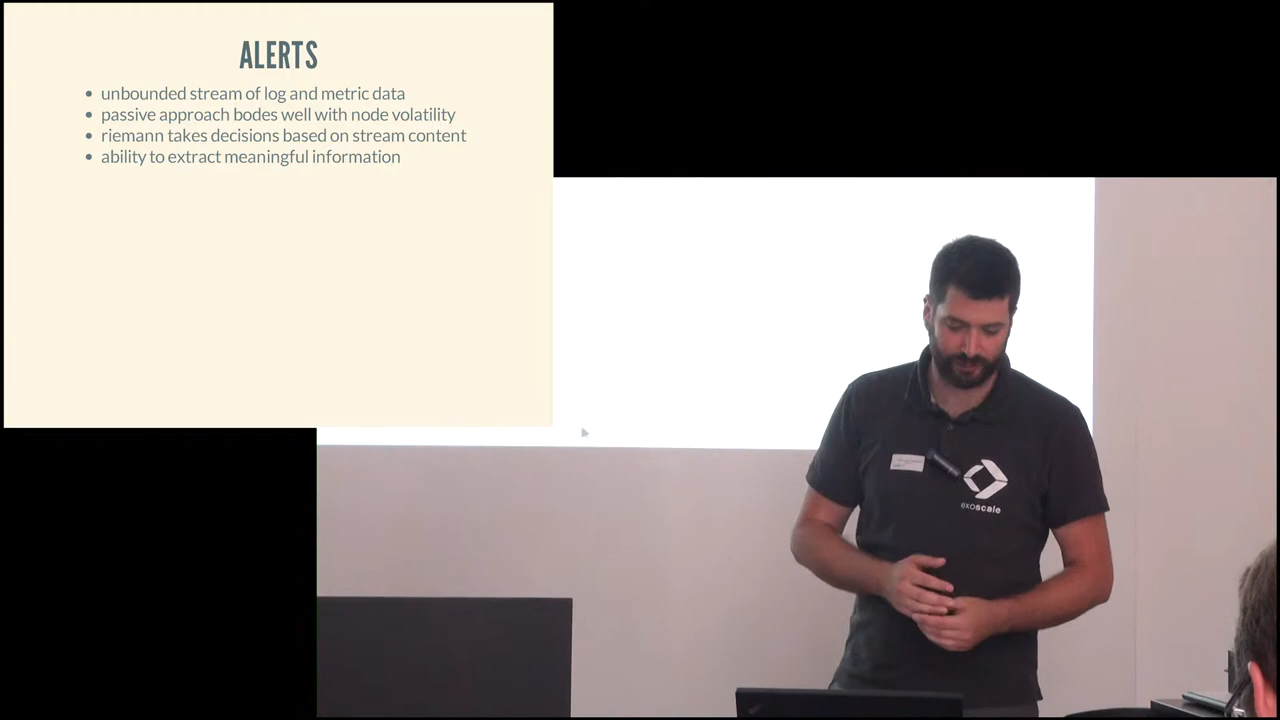 ALERTS
unbounded stream of log and metric data
passive approach bodes well with node volatility
riemann takes decisions based on stream content
ability to extract meaningful information
exoscale